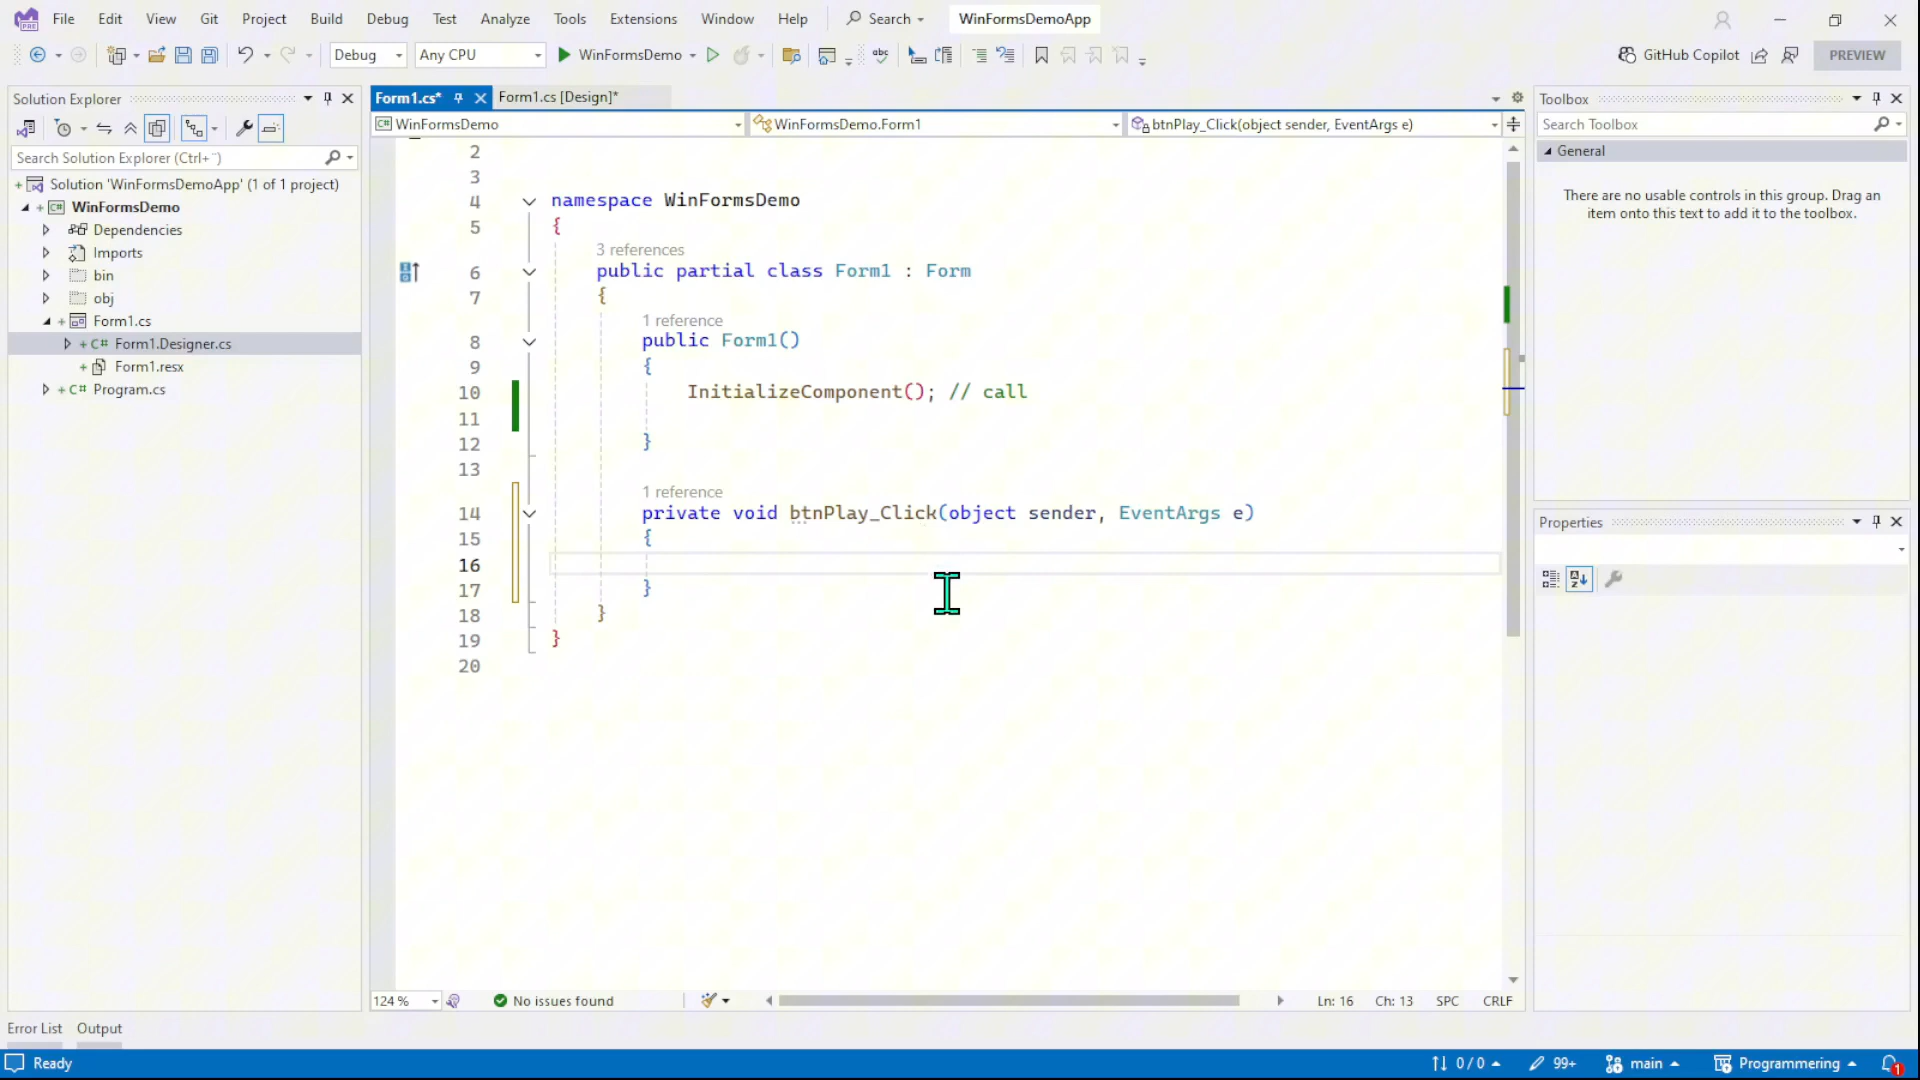 File Edit View Git Project Build Debug Test Analyze Tools Extensions Window Help Search WinFormsDemoApp
Debug Any CPU WinFormsDemo GitHub Copilot PREVIEW
Solution Explorer
Search Solution Explorer (Ctrl+¨)
Solution 'WinFormsDemoApp' (1 of 1 project)
WinFormsDemo
Dependencies
Imports
bin
obj
Form1.cs
C# Form1.Designer.cs
Form1.resx
C# Program.cs
Form1.cs* Form1.cs [Design]*
WinFormsDemo WinFormsDemo.Form1 btnPlay_Click(object sender, EventArgs e)
2
3
4 namespace WinFormsDemo
5 {
3 references
6 public partial class Form1 : Form
7 {
1 reference
8 public Form1()
9 {
10 InitializeComponent(); // call
11
12 }
13
1 reference
14 private void btnPlay_Click(object sender, EventArgs e)
15 {
16
17 }
18 }
19 }
20
124 % No issues found Ln: 16 Ch: 13 SPC CRLF
Toolbox
Search Toolbox
General
There are no usable controls in this group. Drag an
item onto this text to add it to the toolbox.
Properties
Error List Output
Ready 0 / 0 99+ main Programmering 1